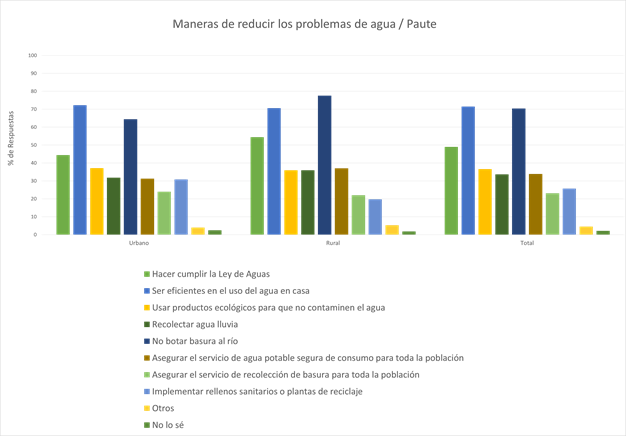 Maneras de reducir los problemas de agua / Paute
100
90
80
70
60
50
40
30
20
10
0
% de Respuestas
Urbano
Rural
Total
Hacer cumplir la Ley de Aguas
Ser eficientes en el uso del agua en casa
Usar productos ecológicos para que no contaminen el agua
Recolectar agua lluvia
No botar basura al río
Asegurar el servicio de agua potable segura de consumo para toda la población
Asegurar el servicio de recolección de basura para toda la población
Implementar rellenos sanitarios o plantas de reciclaje
Otros
No lo sé